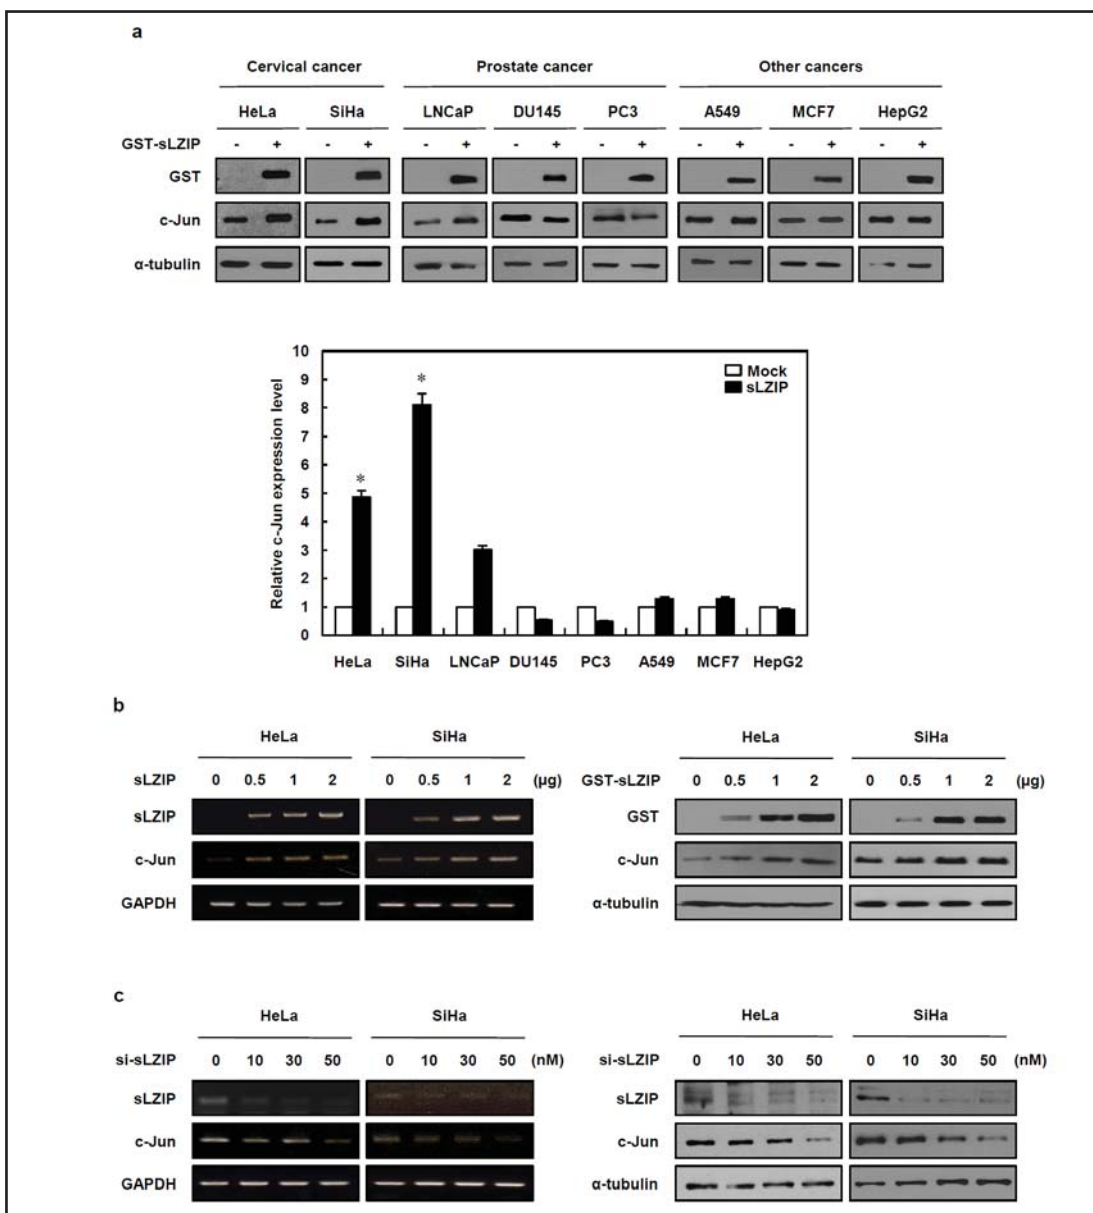 a
Cervical cancer Prostate cancer Other cancers
HeLa SiHa LNCaP DU145 PC3 A549 MCF7 HepG2
GST-sLZIP - + - + - + - + - + - + - + - +
GST
c-Jun
α-tubulin
Relative c-Jun expression level
10
9
8
7
6
5
4
3
2
1
0
Mock
sLZIP
*
*
HeLa SiHa LNCaP DU145 PC3 A549 MCF7 HepG2
b
HeLa SiHa
sLZIP 0 0.5 1 2 0 0.5 1 2 (µg)
sLZIP
c-Jun
GAPDH
HeLa SiHa
GST-sLZIP 0 0.5 1 2 0 0.5 1 2 (µg)
GST
c-Jun
α-tubulin
c
HeLa SiHa
si-sLZIP 0 10 30 50 0 10 30 50 (nM)
sLZIP
c-Jun
GAPDH
HeLa SiHa
si-sLZIP 0 10 30 50 0 10 30 50 (nM)
sLZIP
c-Jun
α-tubulin